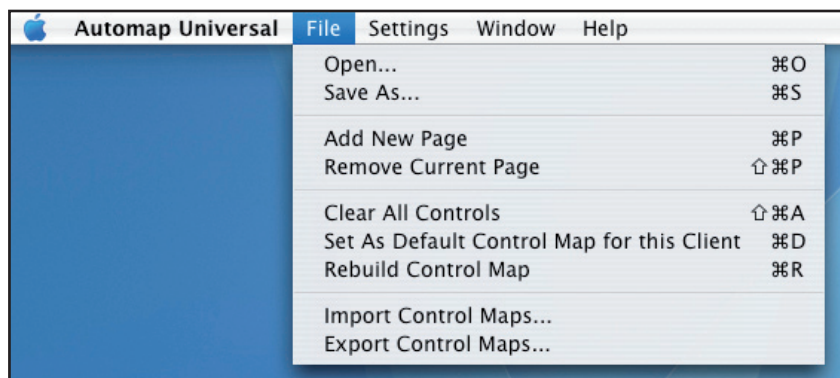 Automap Universal File Settings Window Help
Open... ⌘O
Save As... ⌘S
Add New Page ⌘P
Remove Current Page ⇧⌘P
Clear All Controls ⇧⌘A
Set As Default Control Map for this Client ⌘D
Rebuild Control Map ⌘R
Import Control Maps...
Export Control Maps...